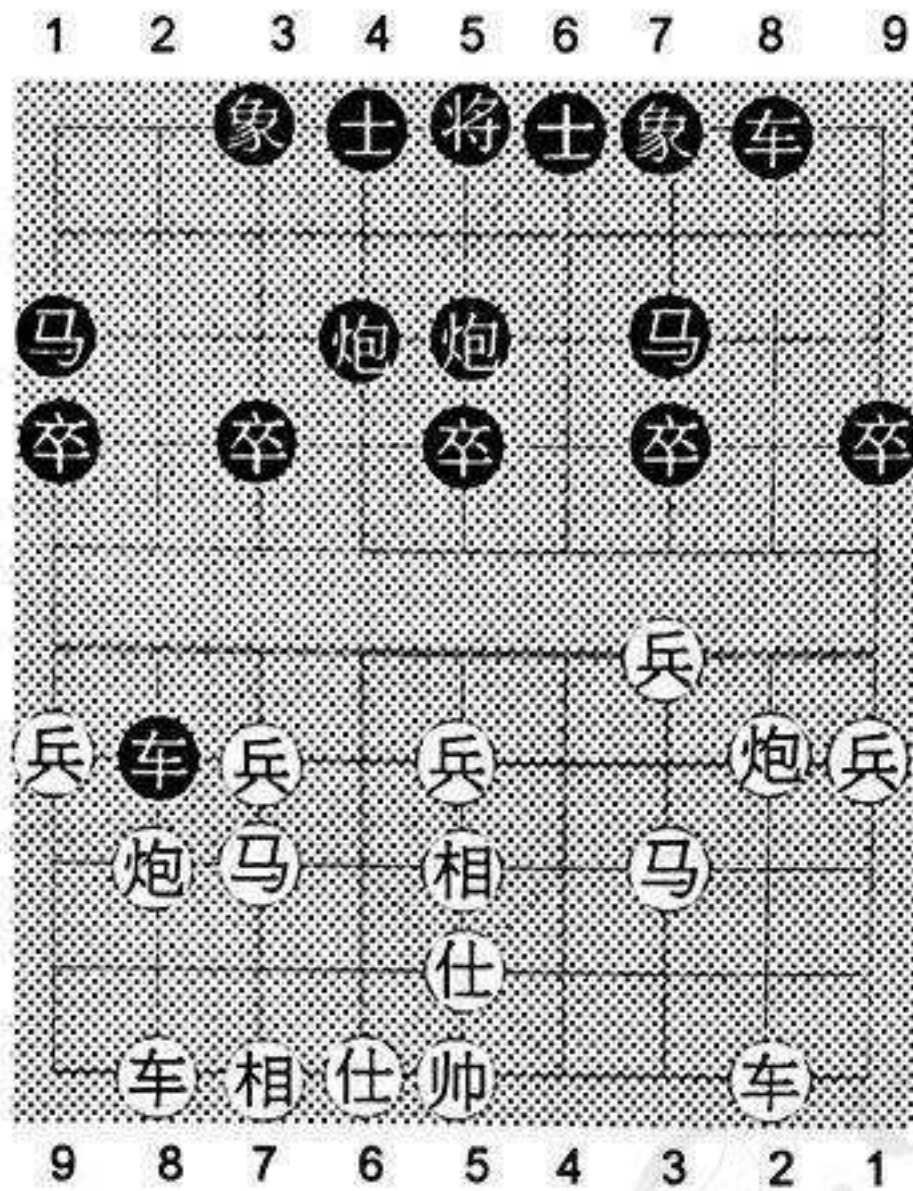 1 2 3 4 5 6 7 8 9
象 士 将 士 象 车
马 炮 炮 马
卒 卒 卒 卒 卒
兵
兵 车 兵 兵 炮 兵
炮 马 相 马
仕
车 相 仕 帅 车
9 8 7 6 5 4 3 2 1